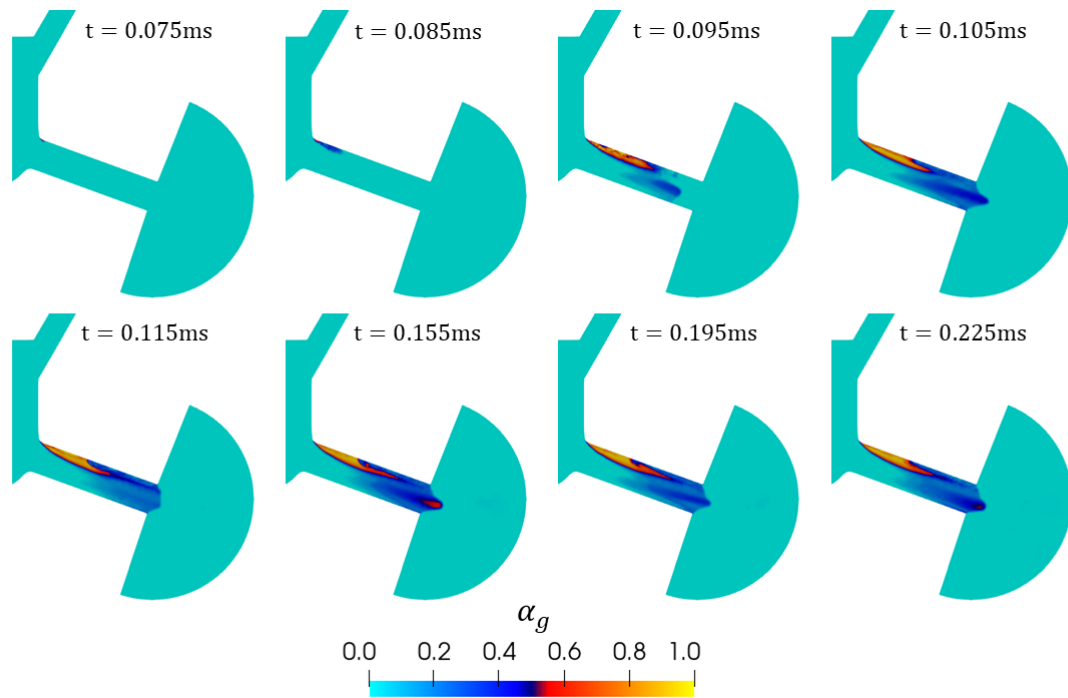 t = 0.075ms
t = 0.085ms
t = 0.095ms
t = 0.105ms
t = 0.115ms
t = 0.155ms
t = 0.195ms
t = 0.225ms
α_g
0.0 0.2 0.4 0.6 0.8 1.0